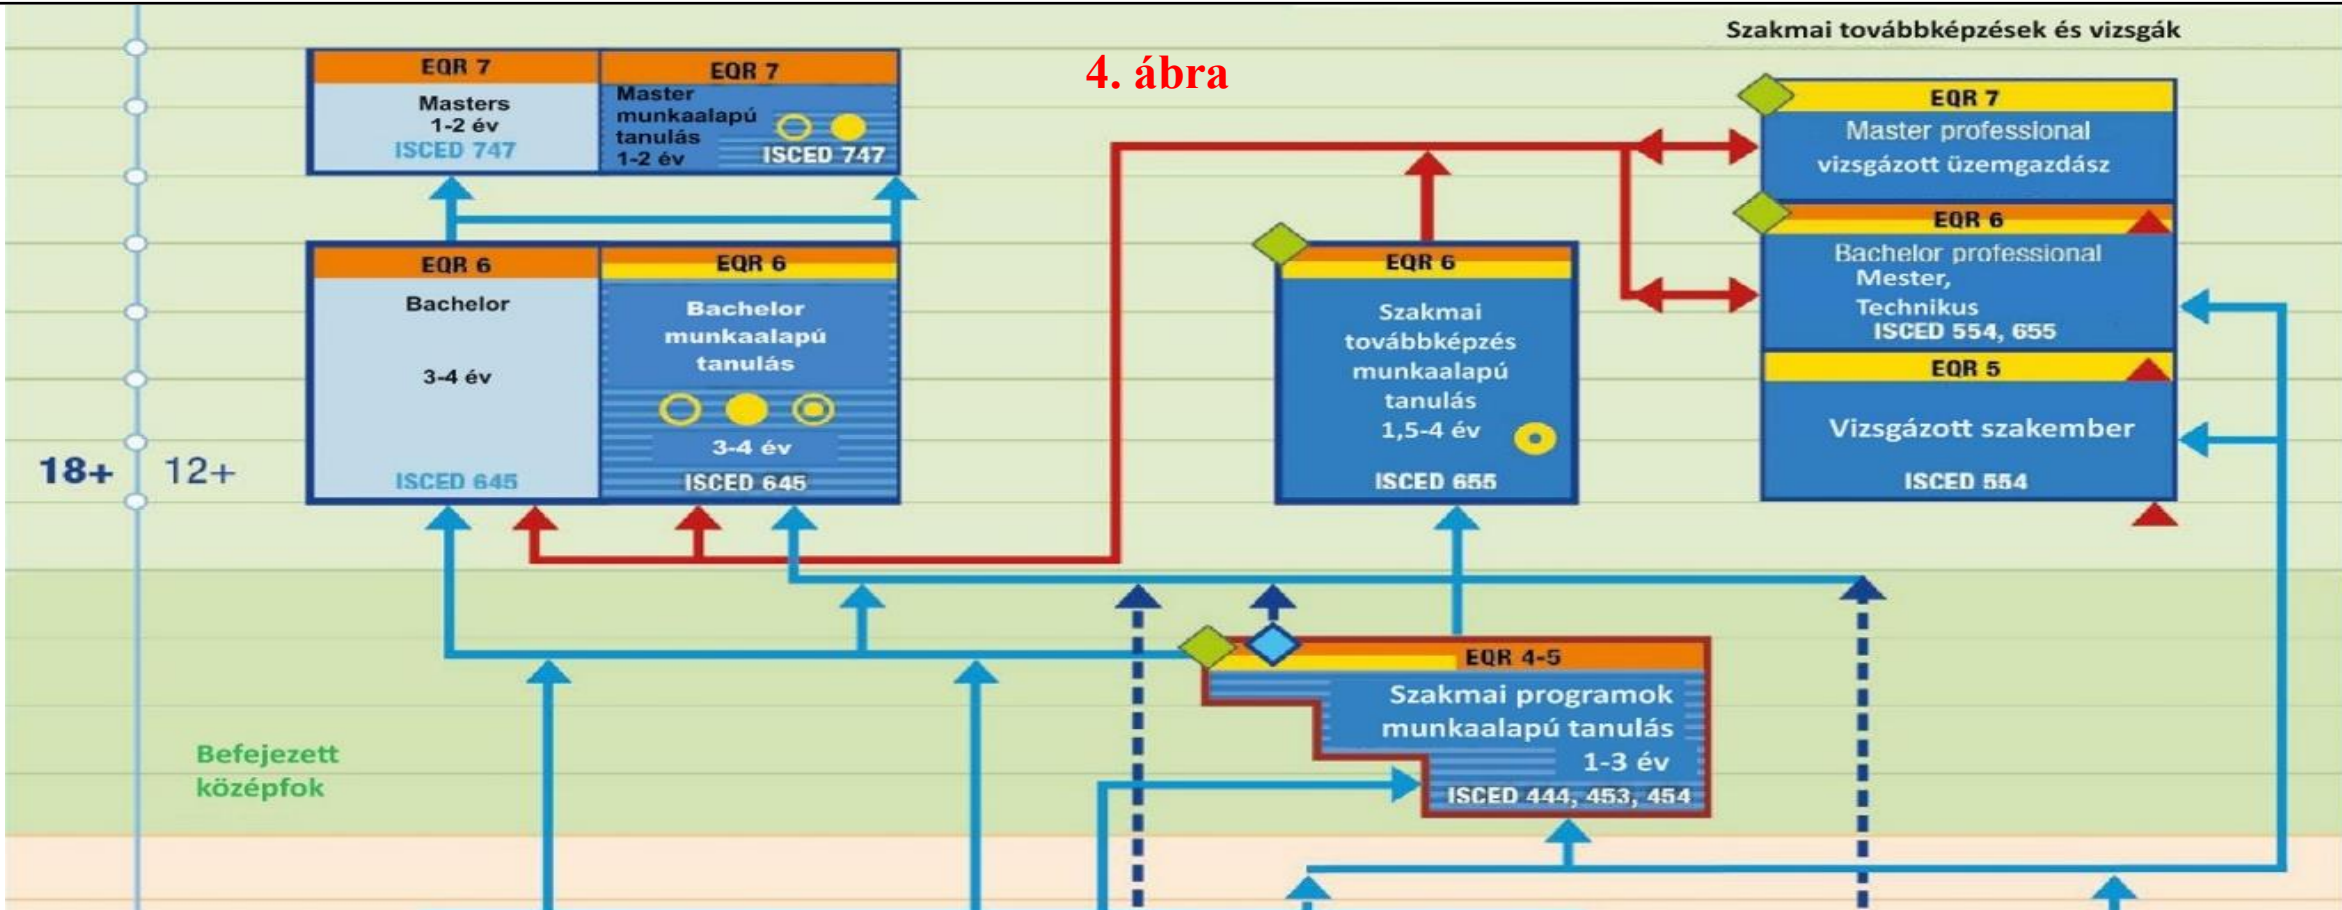 Szakmai továbbképzések és vizsgák
4. ábra
EQR 7
Masters
1-2 év
ISCED 747
EQR 7
Master
munkaalapú
tanulás
1-2 év
ISCED 747
EQR 6
Bachelor
3-4 év
ISCED 645
EQR 6
Bachelor
munkaalapú
tanulás
3-4 év
ISCED 645
EQR 6
Szakmai
továbbképzés
munkaalapú
tanulás
1,5-4 év
ISCED 655
EQR 7
Master professional
vizsgázott üzemgazdász
EQR 6
Bachelor professional
Mester,
Technikus
ISCED 554, 655
EQR 5
Vizsgázott szakember
ISCED 554
18+ 12+
EQR 4-5
Szakmai programok
munkaalapú tanulás
1-3 év
ISCED 444, 453, 454
Befejezett
középfok